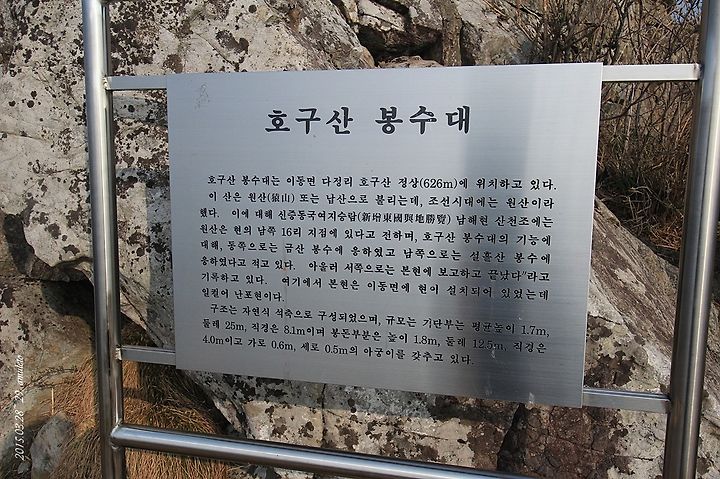 호구산 봉수대
호구산 봉수대는 이동면 다정리 호구산 정상(626m)에 위치하고 있다.
이 산은 원산(猿山) 또는 남산으로 불리는데, 조선시대에는 원산이라
했다. 이에 대해 신증동국여지승람(新增東國輿地勝覽) 남해현 산천조에는
원산은 현의 남쪽 16리 지점에 있다고 전하며, 호구산 봉수대의 기능에
대해, 동쪽으로는 금산 봉수에 응하였고 남쪽으로는 설흘산 봉수에
응하였다고 적고 있다. 아울러 서쪽으로는 본현에 보고하고 끝났다"라고
기록하고 있다. 여기에서 본현은 이동면에 현이 설치되어 있었는데
일컫어 난포현이다.
구조는 자연식 석축으로 구성되었으며, 규모는 기단부는 평균높이 1.7m,
둘레 25m, 직경은 8.1m이며 봉돈부분은 높이 1.8m, 둘레 12.5m, 직경은
4.0m이고 가로 0.6m, 세로 0.5m의 아궁이를 갖추고 있다.
2015.03.28